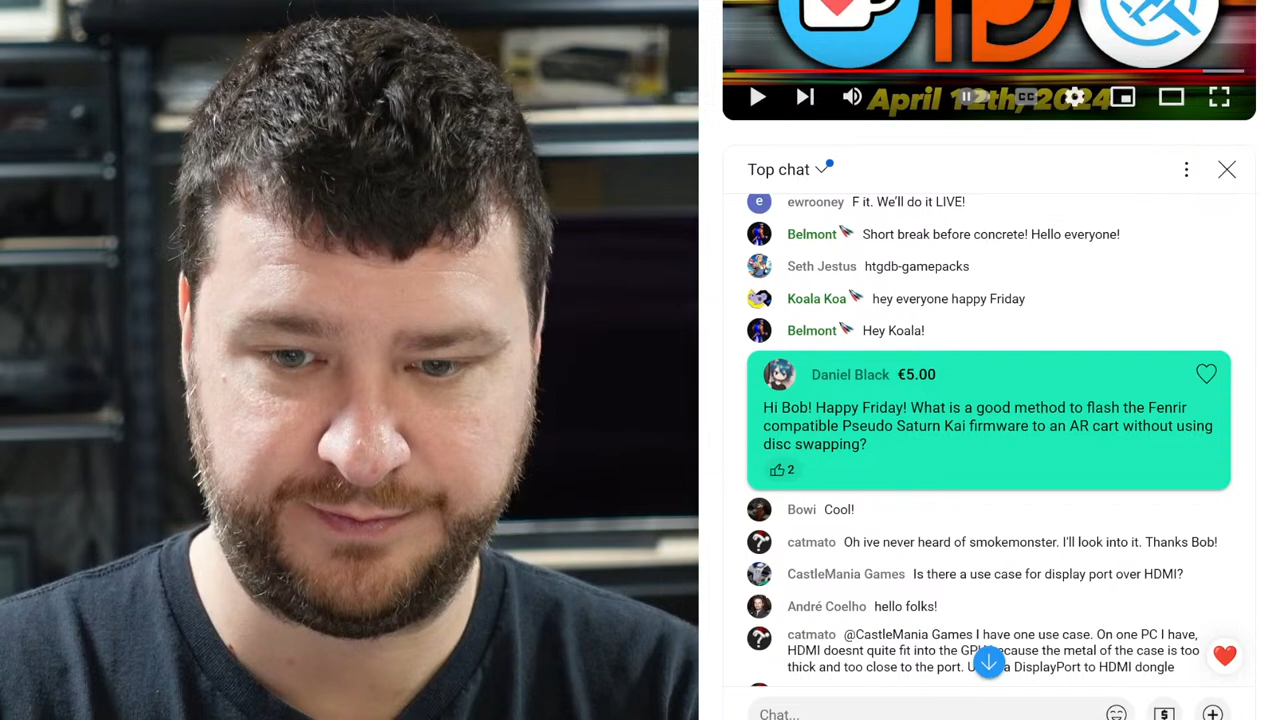 April 12th, 2024
CC
Top chat
e ewrooney F it. We'll do it LIVE!
Belmont Short break before concrete! Hello everyone!
Seth Jestus htgdb-gamepacks
Koala Koa hey everyone happy Friday
Belmont Hey Koala!
Daniel Black €5.00
Hi Bob! Happy Friday! What is a good method to flash the Fenrir
compatible Pseudo Saturn Kai firmware to an AR cart without using
disc swapping?
2
Bowi Cool!
catmato Oh ive never heard of smokemonster. I'll look into it. Thanks Bob!
CastleMania Games Is there a use case for display port over HDMI?
André Coelho hello folks!
catmato @CastleMania Games I have one use case. On one PC I have,
HDMI doesnt quite fit into the GPU because the metal of the case is too
thick and too close to the port. a DisplayPort to HDMI dongle
Chat...